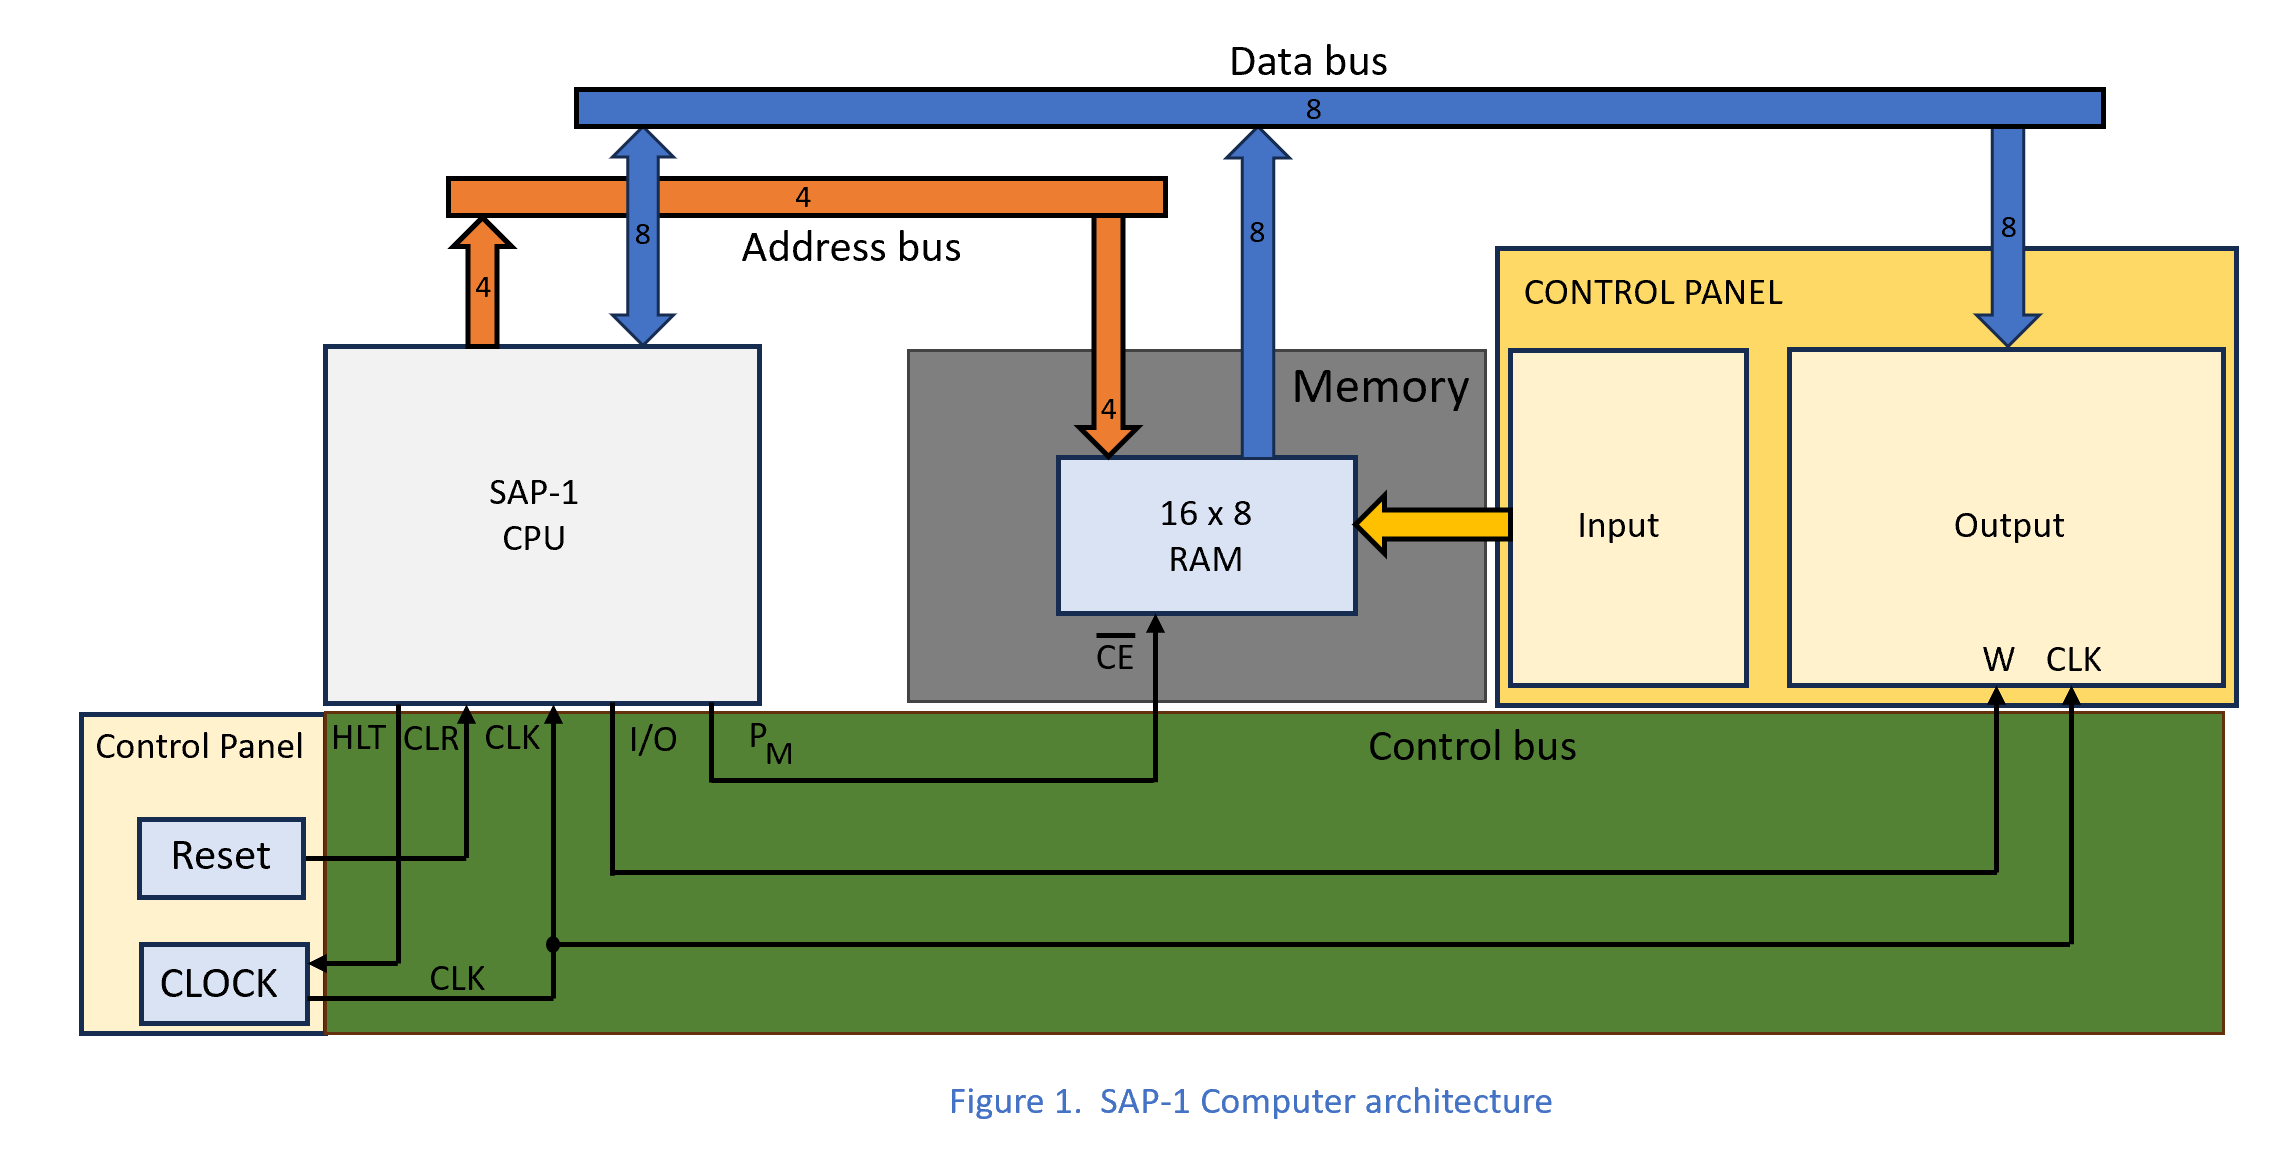 Data bus
8
4
Address bus
8
8
8
4
CONTROL PANEL
Memory
4
SAP-1
CPU
16 x 8
RAM
Input
Output
CE
W CLK
Control Panel
HLT CLR CLK I/O PM
Control bus
Reset
CLOCK
CLK
Figure 1.  SAP-1 Computer architecture